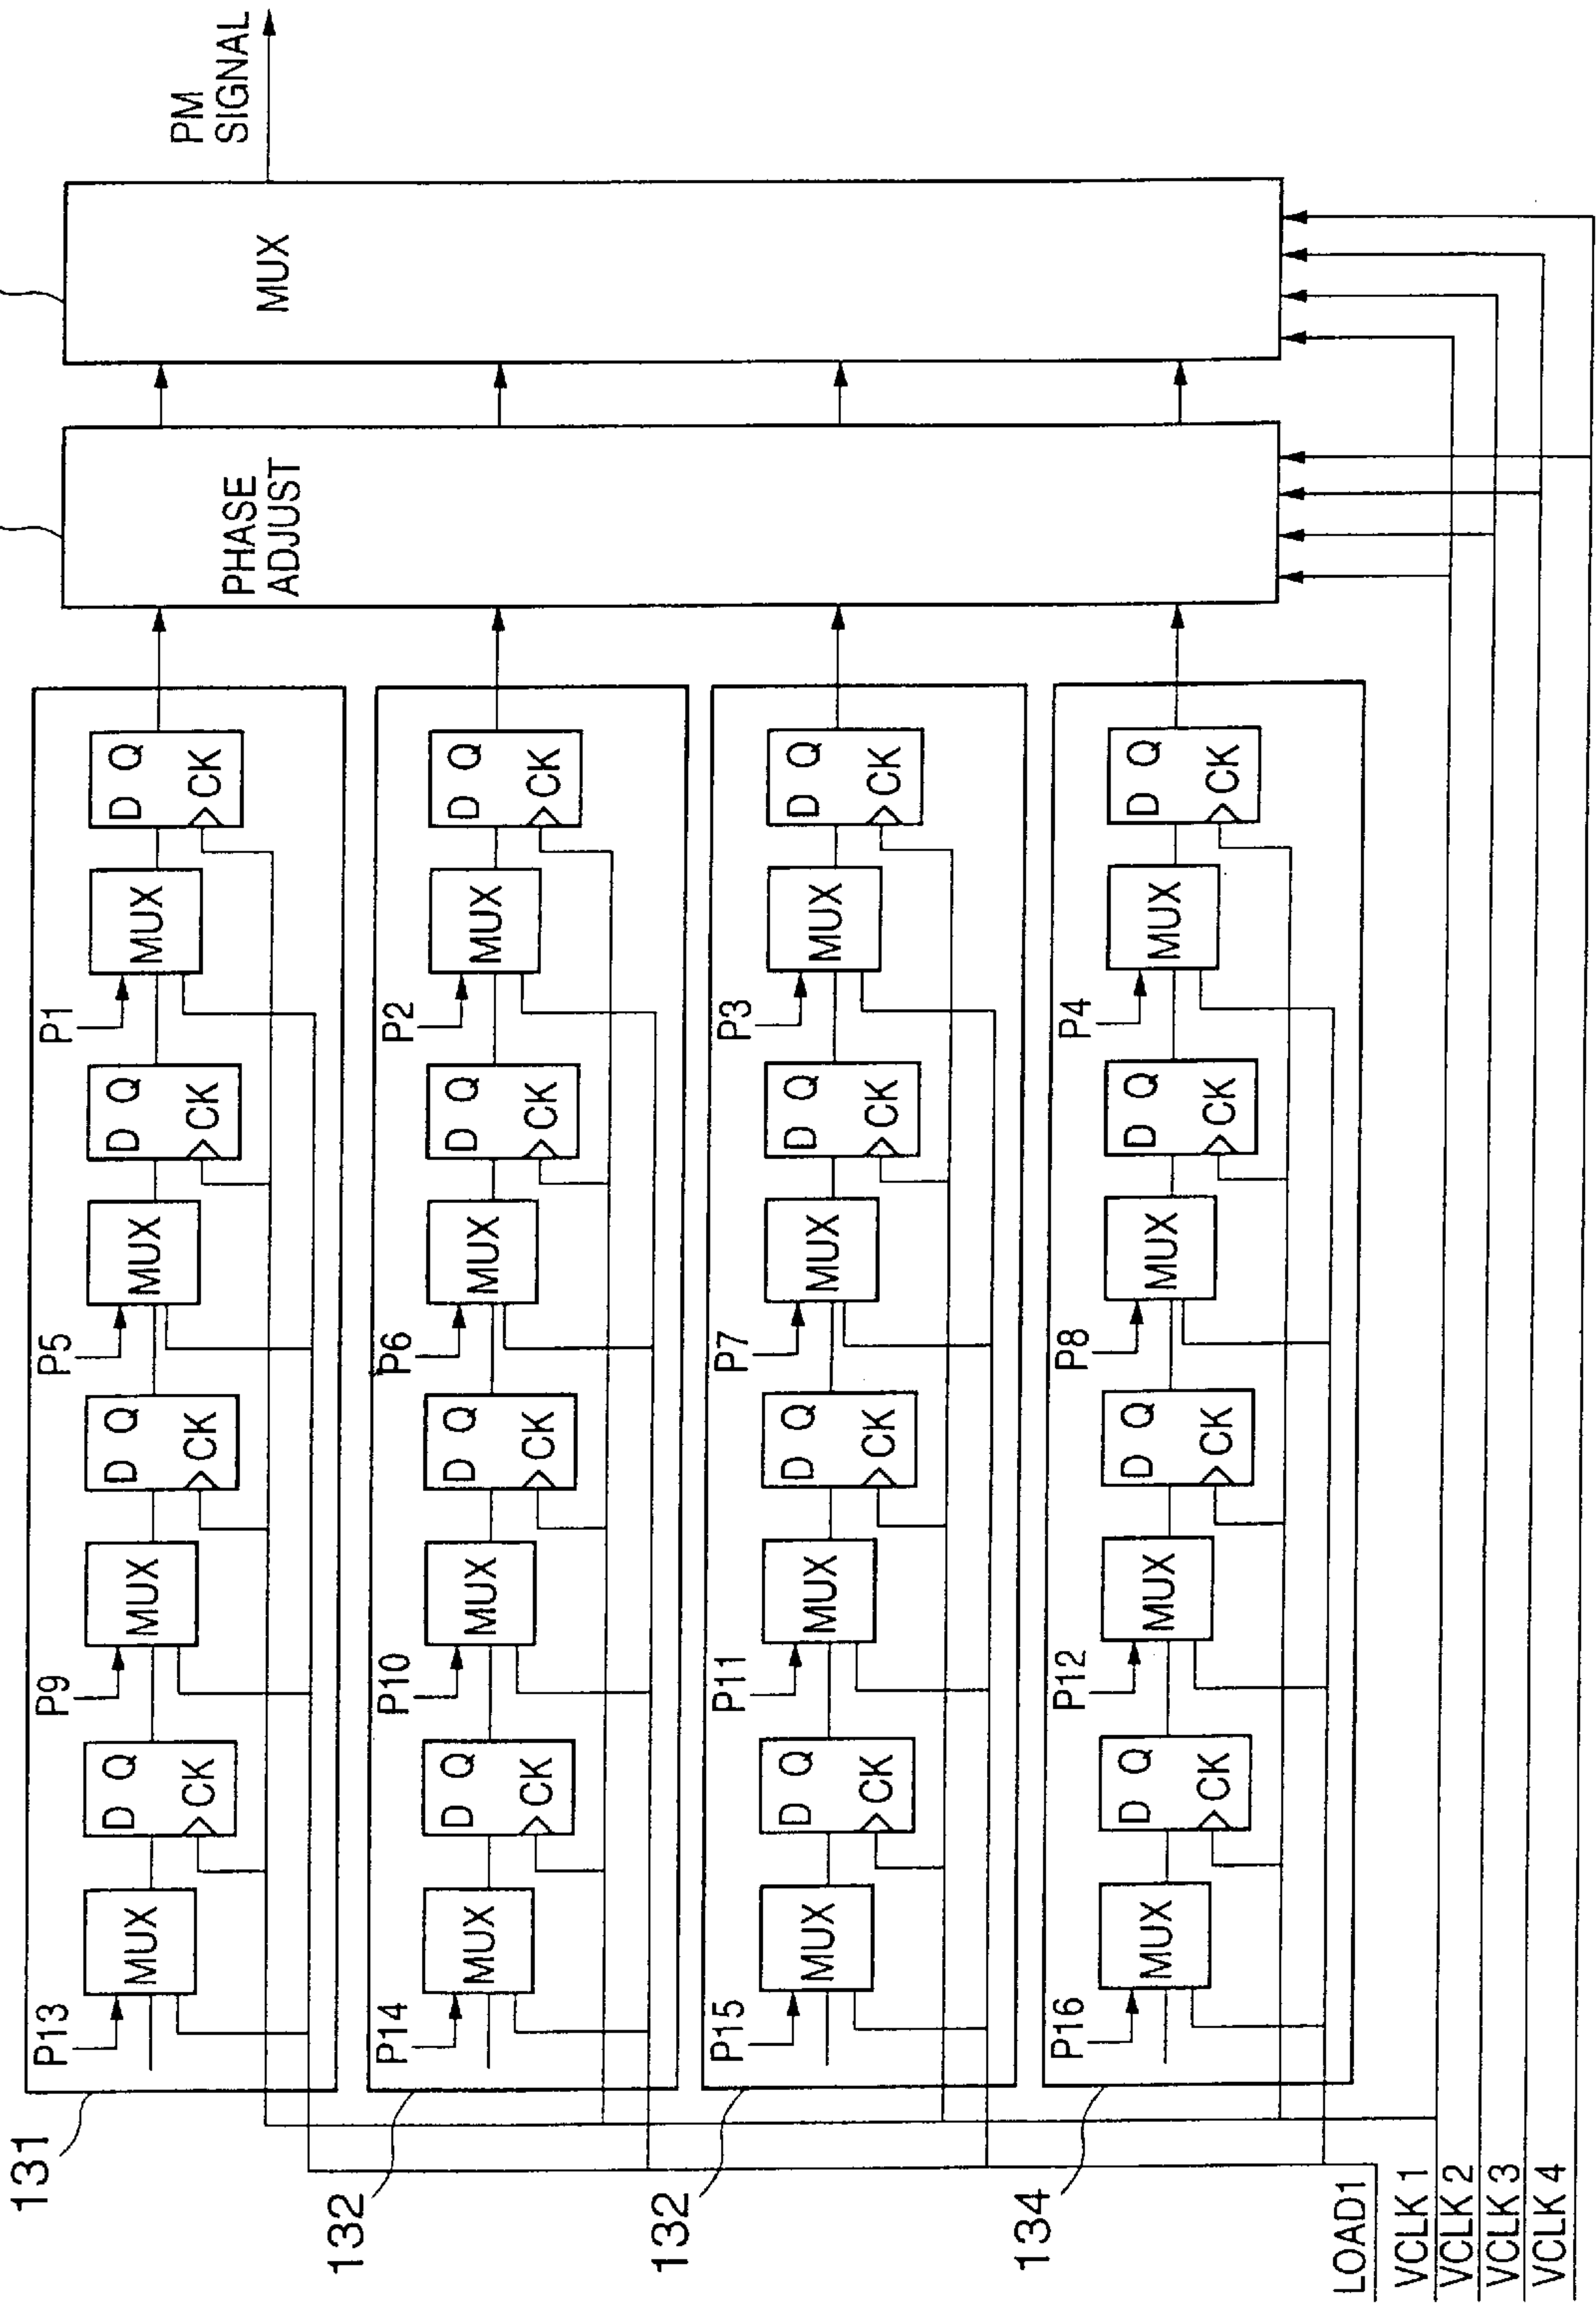 131
P13
MUX
D Q
CK
P9
MUX
D Q
CK
P5
MUX
D Q
CK
P1
MUX
D Q
CK
132
P14
MUX
D Q
CK
P10
MUX
D Q
CK
P6
MUX
D Q
CK
P2
MUX
D Q
CK
132
P15
MUX
D Q
CK
P11
MUX
D Q
CK
P7
MUX
D Q
CK
P3
MUX
D Q
CK
134
P16
MUX
D Q
CK
P12
MUX
D Q
CK
P8
MUX
D Q
CK
P4
MUX
D Q
CK
PHASE
ADJUST
MUX
PM
SIGNAL
LOAD1
VCLK 1
VCLK 2
VCLK 3
VCLK 4